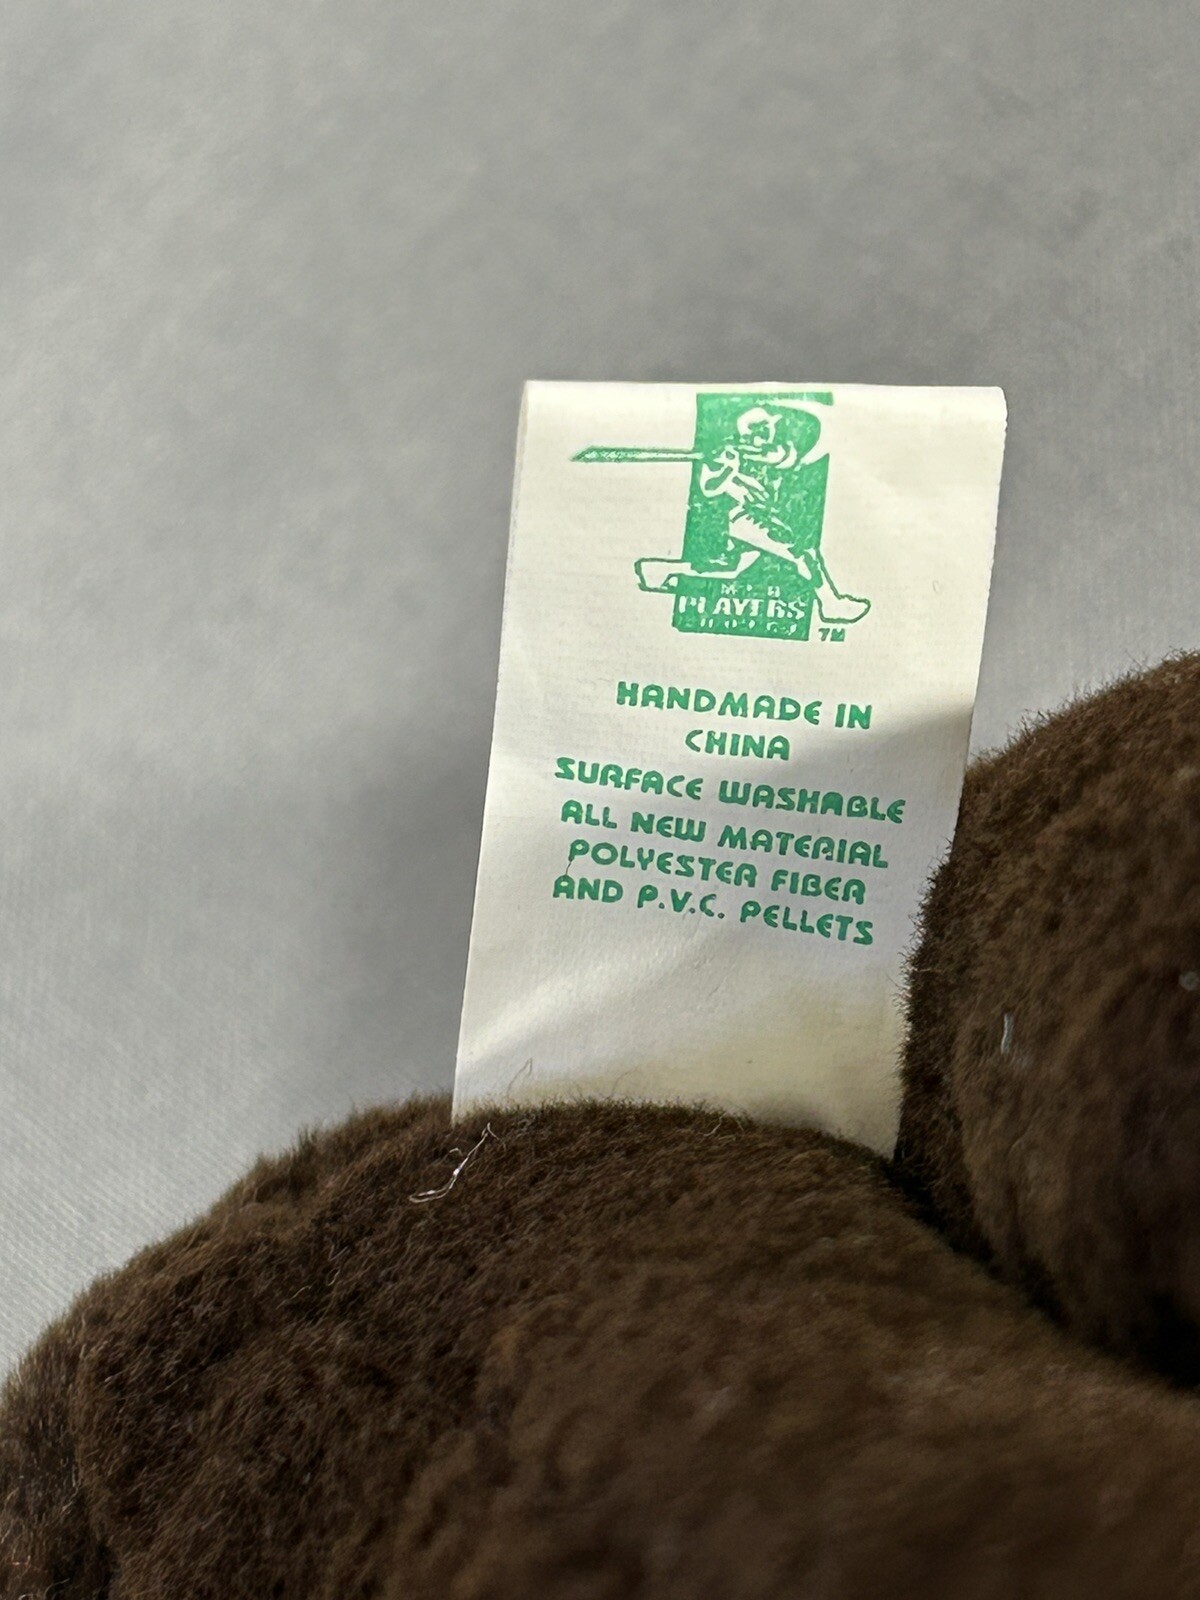 PLAYERS
TM
HANDMADE IN
CHINA
SURFACE WASHABLE
ALL NEW MATERIAL
POLYESTER FIBER
AND P.V.C. PELLETS